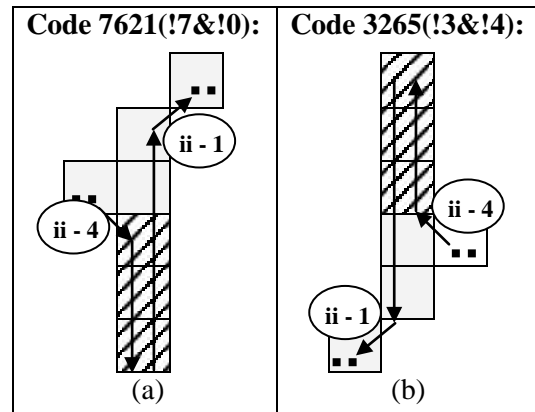 Code 7621(!7&!0):
Code 3265(!3&!4):
ii - 1
ii - 4
(a)
ii - 4
ii - 1
(b)